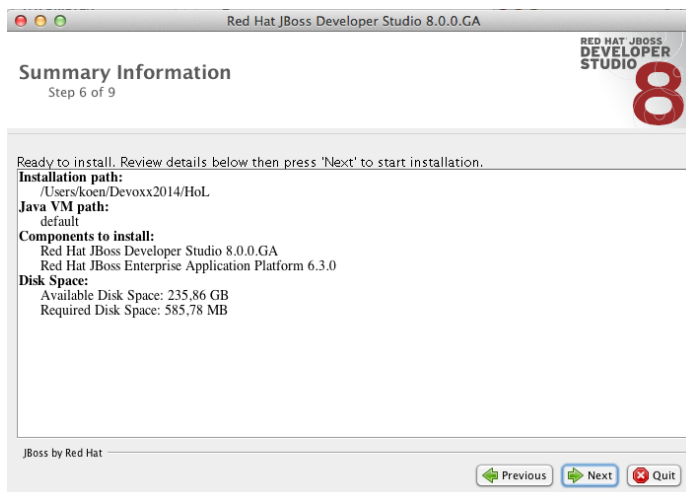 Red Hat JBoss Developer Studio 8.0.0.GA
RED HAT JBOSS
DEVELOPER
STUDIO
8
Summary Information
Step 6 of 9
Ready to install. Review details below then press 'Next' to start installation.
Installation path:
/Users/koen/Devoxx2014/HoL
Java VM path:
default
Components to install:
Red Hat JBoss Developer Studio 8.0.0.GA
Red Hat JBoss Enterprise Application Platform 6.3.0
Disk Space:
Available Disk Space: 235,86 GB
Required Disk Space: 585,78 MB
JBoss by Red Hat
Previous Next Quit